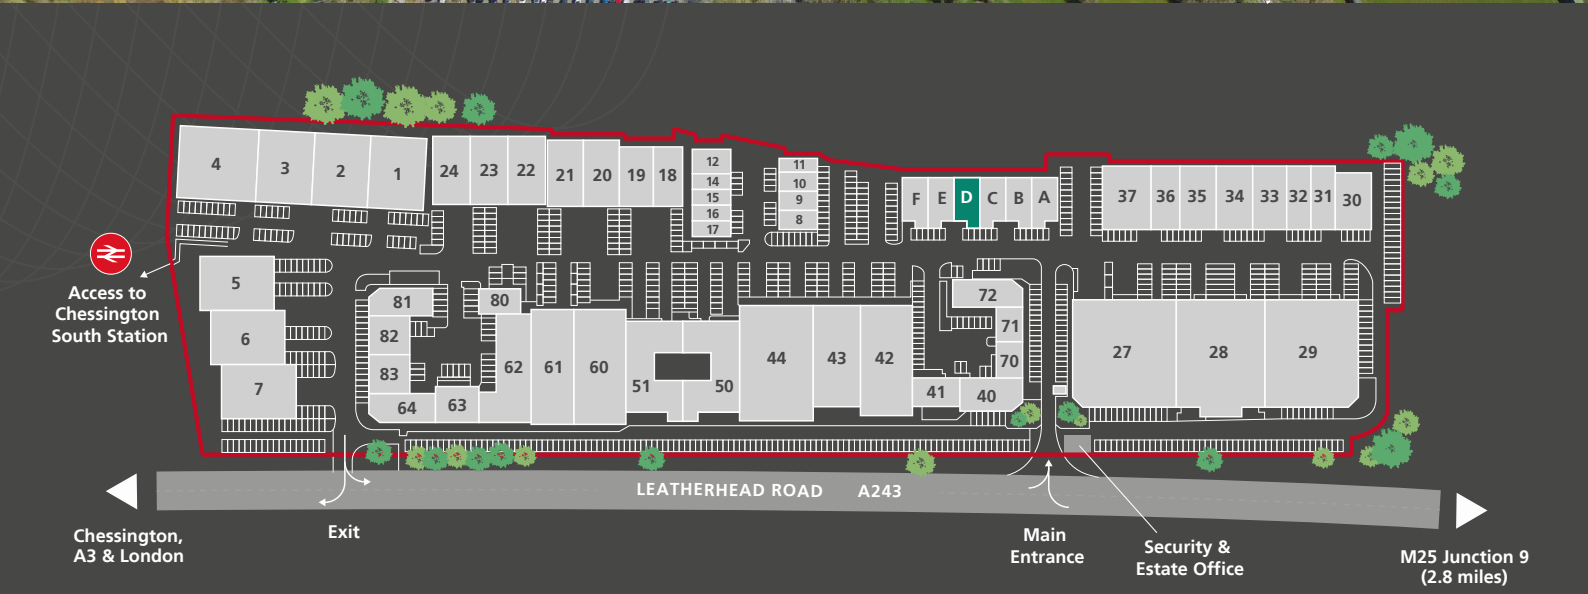 4
3
2
1
24
23
22
21
20
19
18
12
14
15
16
17
11
10
9
8
F
E
D
C
B
A
37
36
35
34
33
32
31
30
Access to
Chessington
South Station
5
6
7
81
82
83
64
63
80
62
61
60
51
50
44
43
42
41
40
72
71
70
27
28
29
LEATHERHEAD ROAD A243
Chessington,
A3 & London
Exit
Main
Entrance
Security &
Estate Office
M25 Junction 9
(2.8 miles)